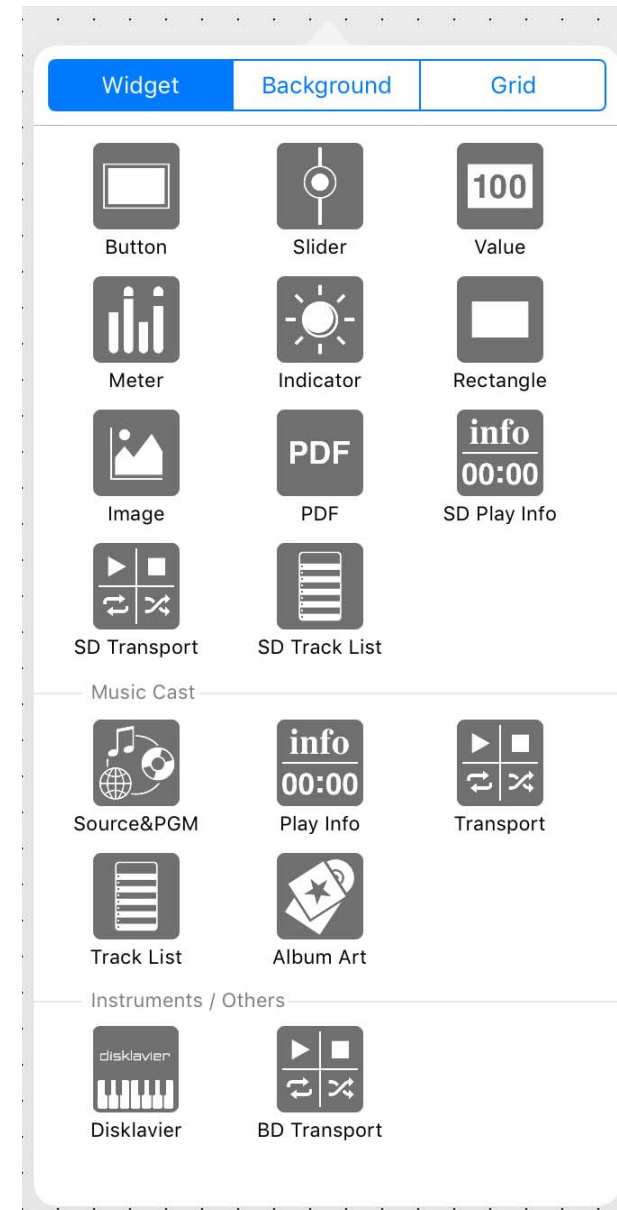 Widget Background Grid
100
Button Slider Value
Meter Indicator Rectangle
PDF
info
00:00
Image PDF SD Play Info
SD Transport SD Track List
Music Cast
info
00:00
Source&PGM Play Info Transport
Track List Album Art
Instruments / Others
disklavier
Disklavier BD Transport